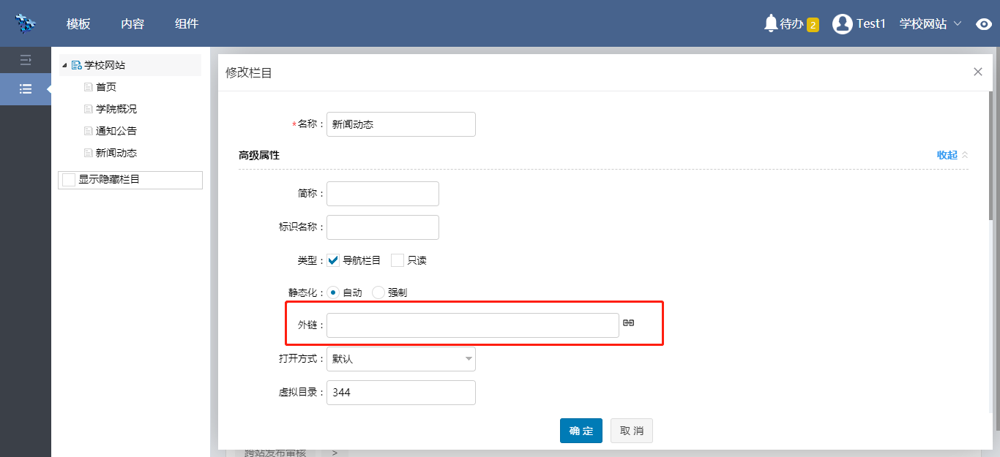 模板 内容 组件 待办 2 Test1 学校网站
学校网站
首页
学院概况
通知公告
新闻动态
显示隐藏栏目
修改栏目
*名称：新闻动态
高级属性 收起
简称：
标识名称：
类型：导航栏目 只读
静态化：自动 强制
外链：
打开方式：默认
虚拟目录：344
确定 取消
跨站发布审核 >